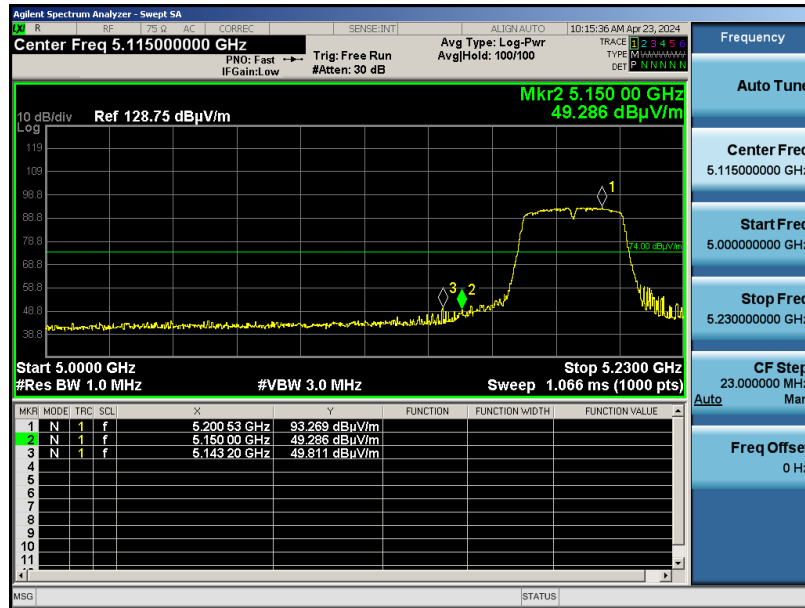 Agilent Spectrum Analyzer - Swept SA
LXI R RF 75 Ω AC CORREC SENSE:INT ALIGN AUTO 10:15:36 AM Apr 23, 2024
Center Freq 5.115000000 GHz
PNO: Fast
IFGain:Low
Trig: Free Run
#Atten: 30 dB
Avg Type: Log-Pwr
Avg|Hold: 100/100
TRACE 1 2 3 4 5 6
TYPE M
DET P N N N N N
Mkr2 5.150 00 GHz
49.286 dBµV/m
10 dB/div Ref 128.75 dBµV/m
Log
119
109
98.8
88.8
78.8
68.8
58.8
48.8
38.8
1
74.00 dBµV/m
3 2
Start 5.0000 GHz Stop 5.2300 GHz
#Res BW 1.0 MHz #VBW 3.0 MHz Sweep 1.066 ms (1000 pts)
MKR MODE TRC SCL X Y FUNCTION FUNCTION WIDTH FUNCTION VALUE
1 N 1 f 5.200 53 GHz 93.269 dBµV/m
2 N 1 f 5.150 00 GHz 49.286 dBµV/m
3 N 1 f 5.143 20 GHz 49.811 dBµV/m
4
5
6
7
8
9
10
11
MSG STATUS
Frequency
Auto Tune
Center Freq
5.115000000 GHz
Start Freq
5.000000000 GHz
Stop Freq
5.230000000 GHz
CF Step
23.000000 MHz
Auto Man
Freq Offset
0 Hz